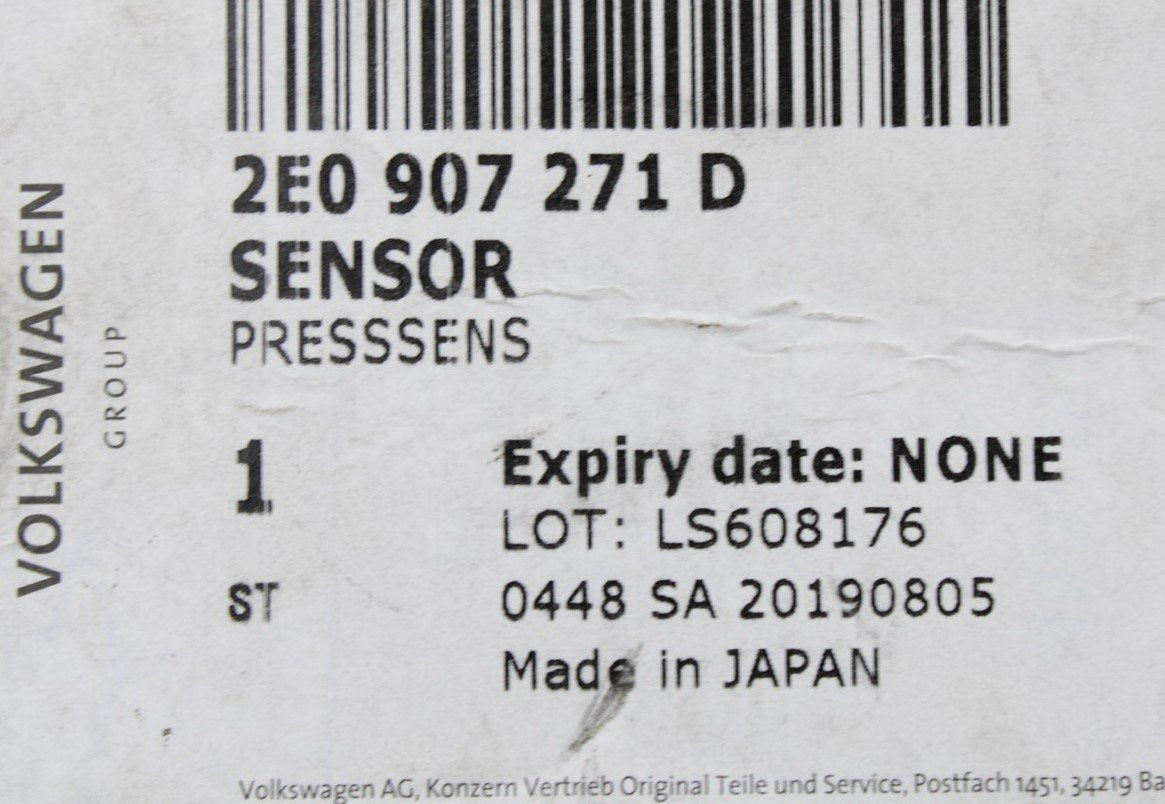 VOLKSWAGEN
GROUP
2E0 907 271 D
SENSOR
PRESSSENS
1
Expiry date: NONE
LOT: LS608176
ST
0448 SA 20190805
Made in JAPAN
Volkswagen AG, Konzern Vertrieb Original Teile und Service, Postfach 1451, 34219 Ba